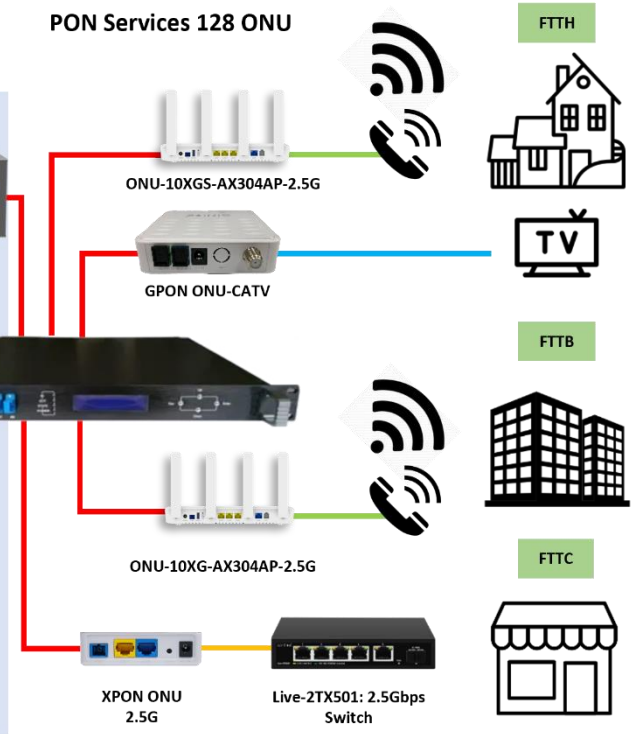 PON Services 128 ONU
FTTH
ONU-10XGS-AX304AP-2.5G
TV
GPON ONU-CATV
FTTB
ONU-10XG-AX304AP-2.5G
FTTC
XPON ONU
2.5G
Live-2TX501: 2.5Gbps
Switch